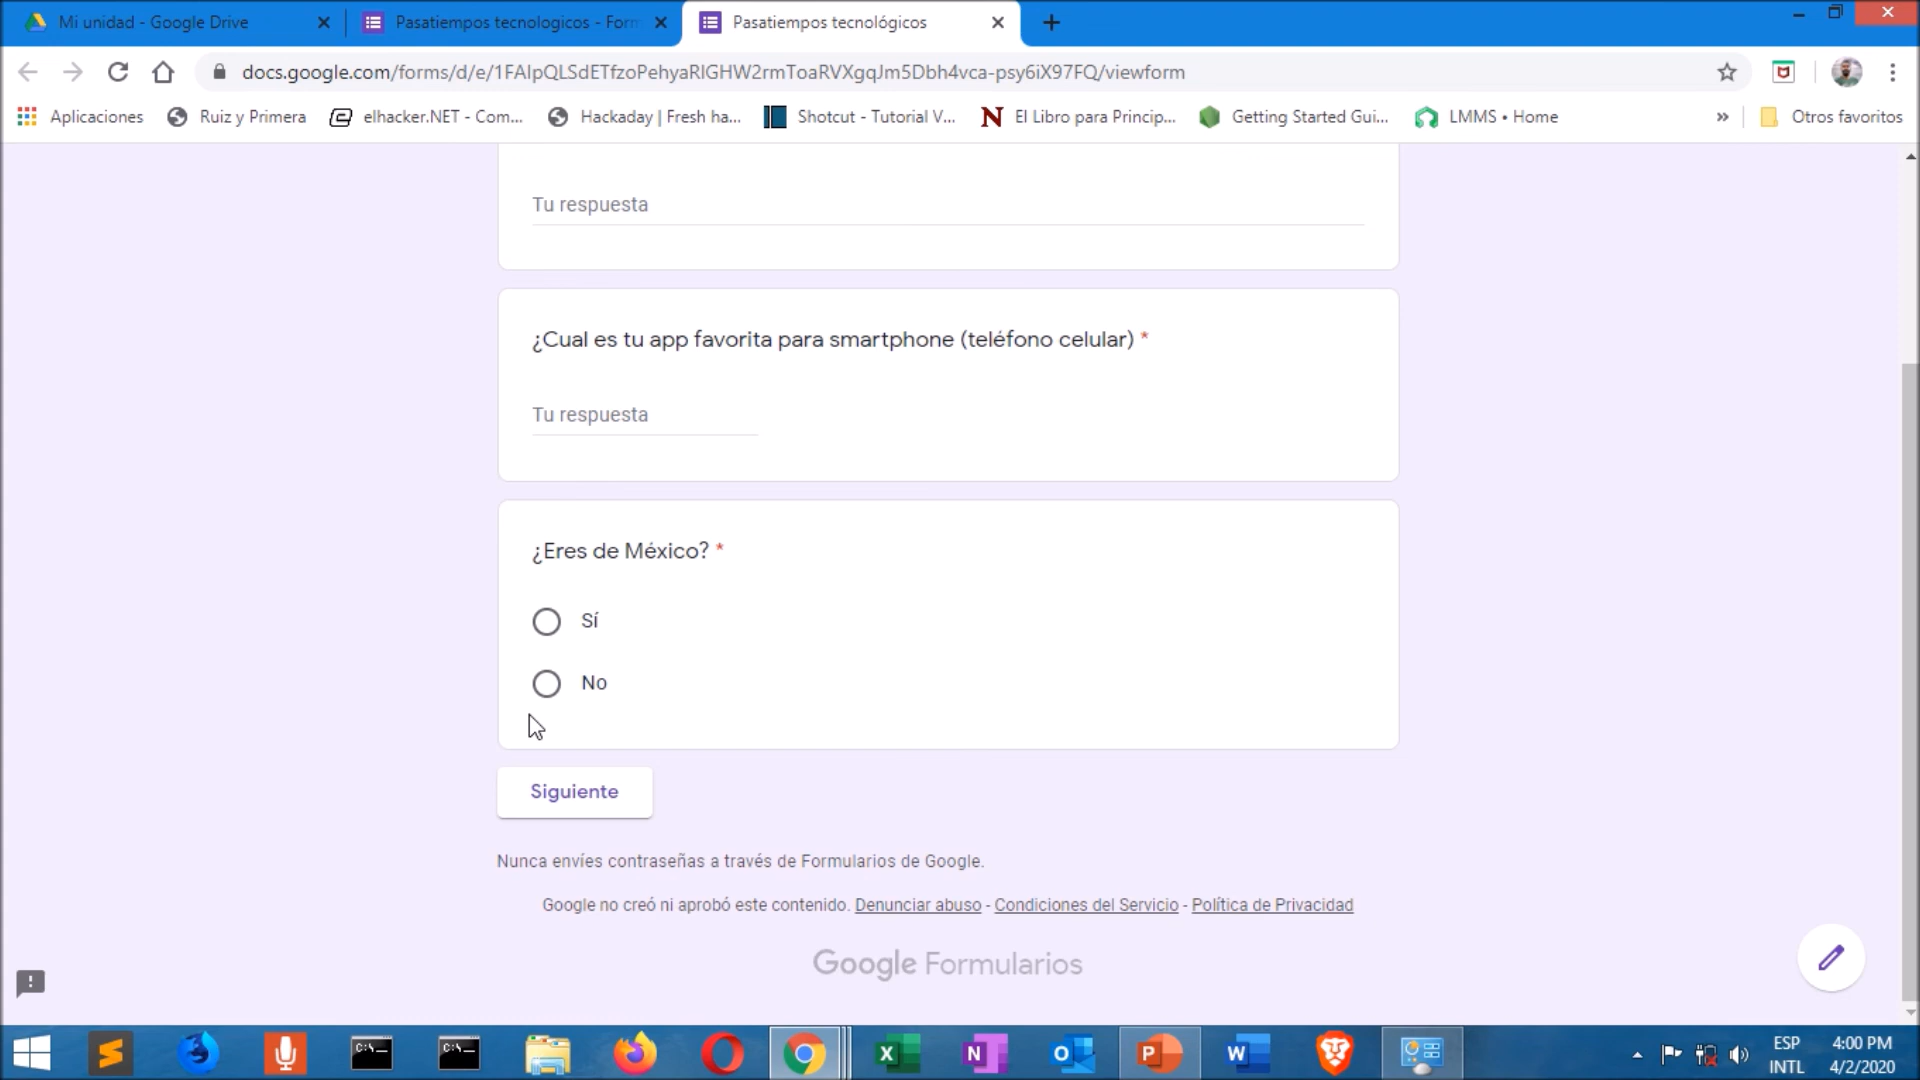 Mi unidad - Google Drive
Pasatiempos tecnologicos - Form
Pasatiempos tecnológicos
docs.google.com/forms/d/e/1FAIpQLSdETfzoPehyaRlGHW2rmToaRVXgqJm5Dbh4vca-psy6iX97FQ/viewform
Aplicaciones
Ruiz y Primera
elhacker.NET - Com...
Hackaday | Fresh ha...
Shotcut - Tutorial V...
El Libro para Princip...
Getting Started Gui...
LMMS • Home
»
Otros favoritos
Tu respuesta
¿Cual es tu app favorita para smartphone (teléfono celular) *
Tu respuesta
¿Eres de México? *
Sí
No
Siguiente
Nunca envíes contraseñas a través de Formularios de Google.
Google no creó ni aprobó este contenido. Denunciar abuso - Condiciones del Servicio - Política de Privacidad
Google Formularios
ESP
INTL
4:00 PM
4/2/2020